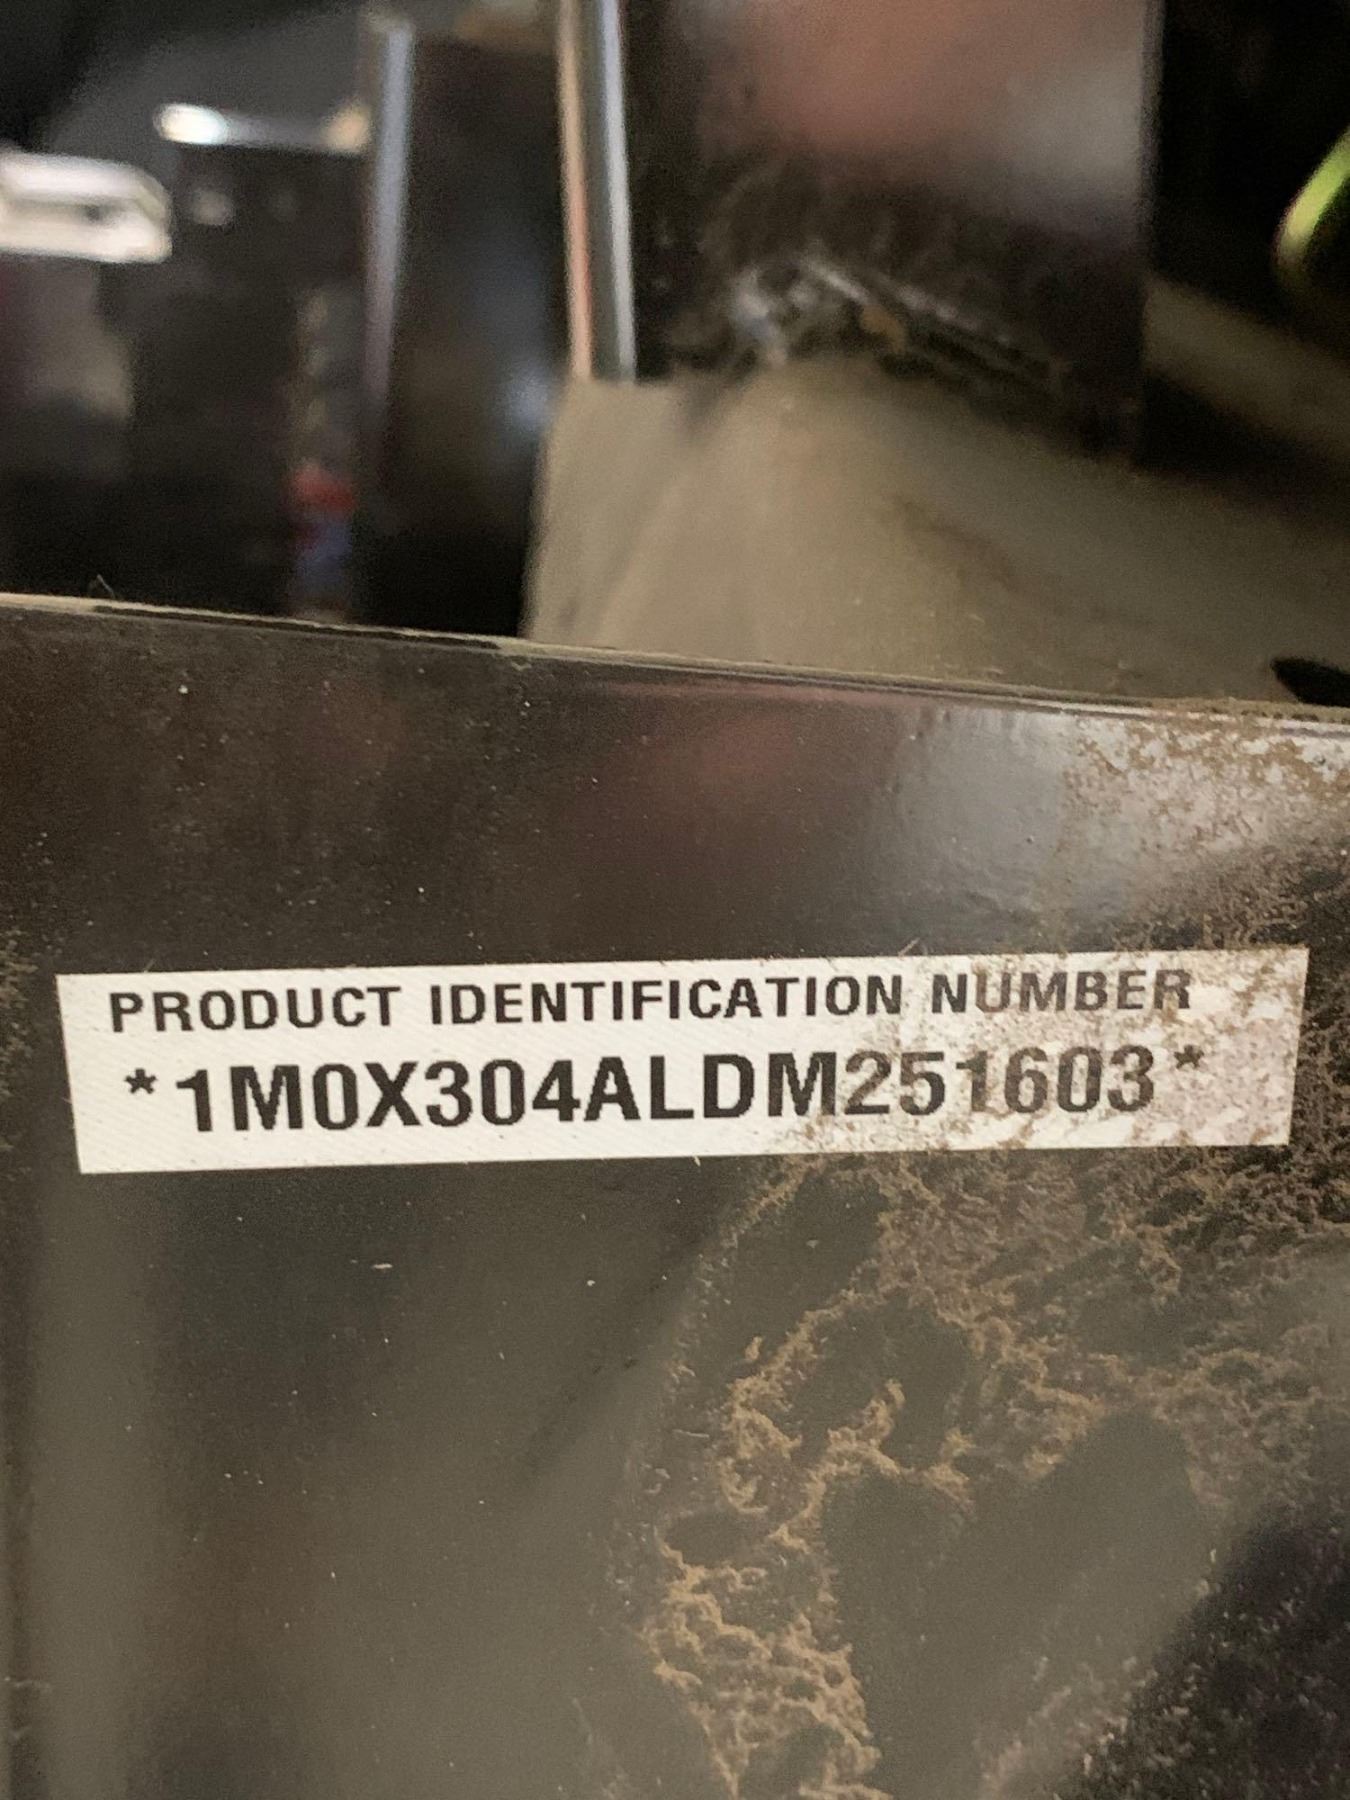 PRODUCT IDENTIFICATION NUMBER
*1M0X304ALDM251603*